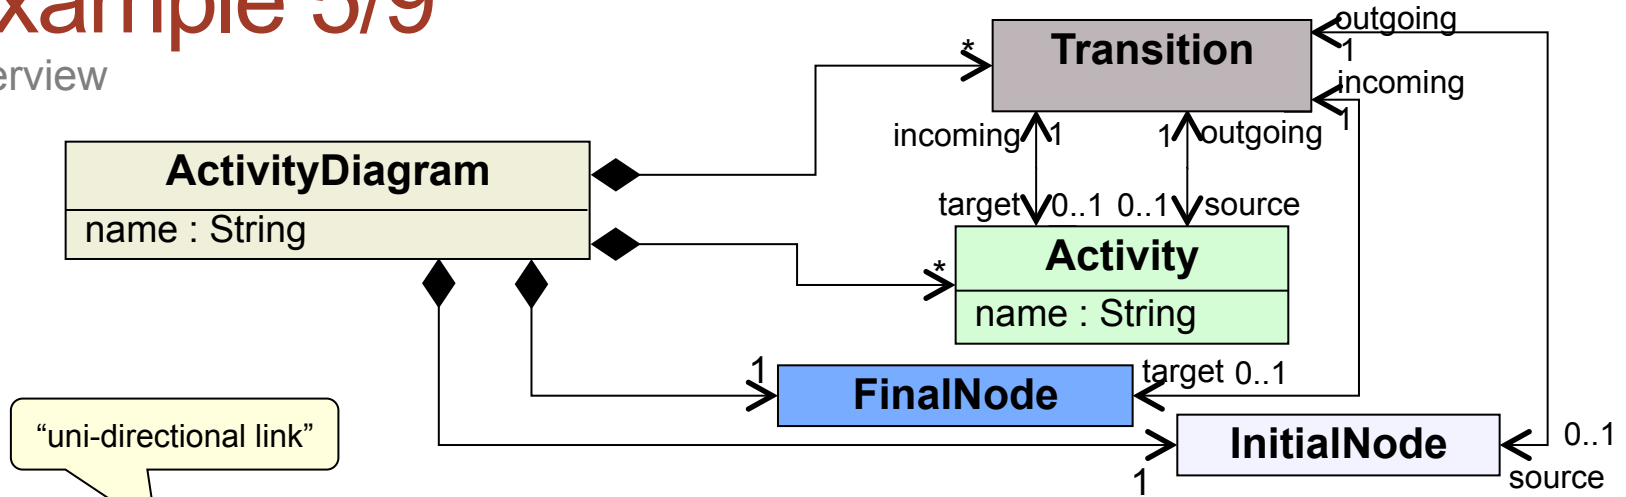 xample 5/9
erview
outgoing
1
Transition
*
incoming
1
incoming
1
1
outgoing
ActivityDiagram
name : String
target
0..1
0..1
source
*
Activity
name : String
1
FinalNode
target
0..1
"uni-directional link"
InitialNode
0..1
1
source